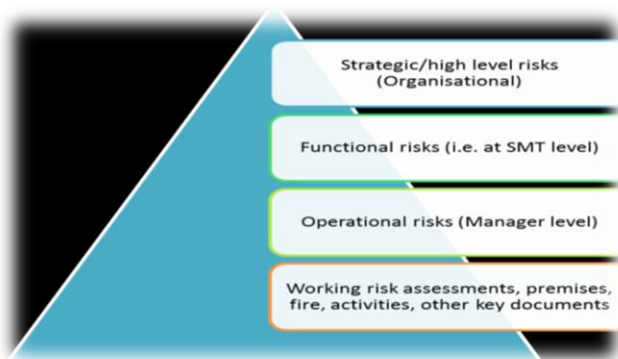 Strategic/high level risks
(Organisational)
Functional risks (i.e. at SMT level)
Operational risks (Manager level)
Working risk assessments, premises,
fire, activities, other key documents